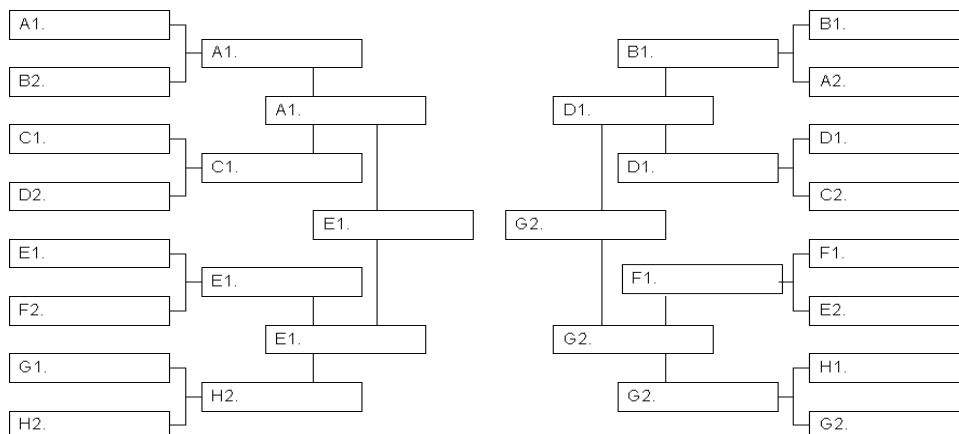 A1.
B2.
C1.
D2.
E1.
F2.
G1.
H2.
A1.
C1.
E1.
H2.
A1.
E1.
E1.
G2.
D1.
G2.
B1.
D1.
F1.
G2.
B1.
A2.
D1.
C2.
F1.
E2.
H1.
G2.